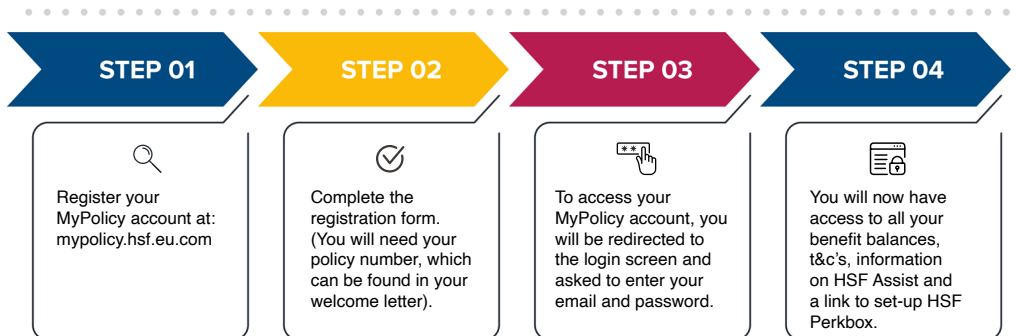 STEP 01
Register your
MyPolicy account at:
mypolicy.hsf.eu.com
STEP 02
Complete the
registration form.
(You will need your
policy number, which
can be found in your
welcome letter).
STEP 03
**
To access your
MyPolicy account, you
will be redirected to
the login screen and
asked to enter your
email and password.
STEP 04
You will now have
access to all your
benefit balances,
t&c's, information
on HSF Assist and
a link to set-up HSF
Perkbox.